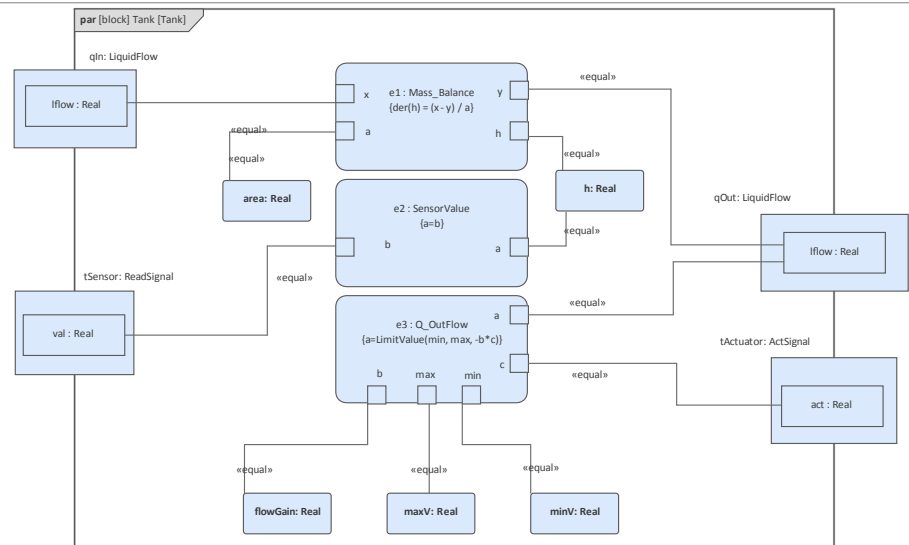 par [block] Tank [Tank]
qIn: LiquidFlow
lflow : Real
x
e1 : Mass_Balance
{der(h) = (x - y) / a}
y
a
h
«equal»
«equal»
«equal»
«equal»
area: Real
h: Real
e2 : SensorValue
{a=b}
b
a
«equal»
qOut: LiquidFlow
lflow : Real
tSensor: ReadSignal
«equal»
val : Real
e3 : Q_OutFlow
{a=LimitValue(min, max, -b*c)}
a
«equal»
c
b
max
min
«equal»
tActuator: ActSignal
act : Real
«equal»
«equal»
«equal»
flowGain: Real
maxV: Real
minV: Real